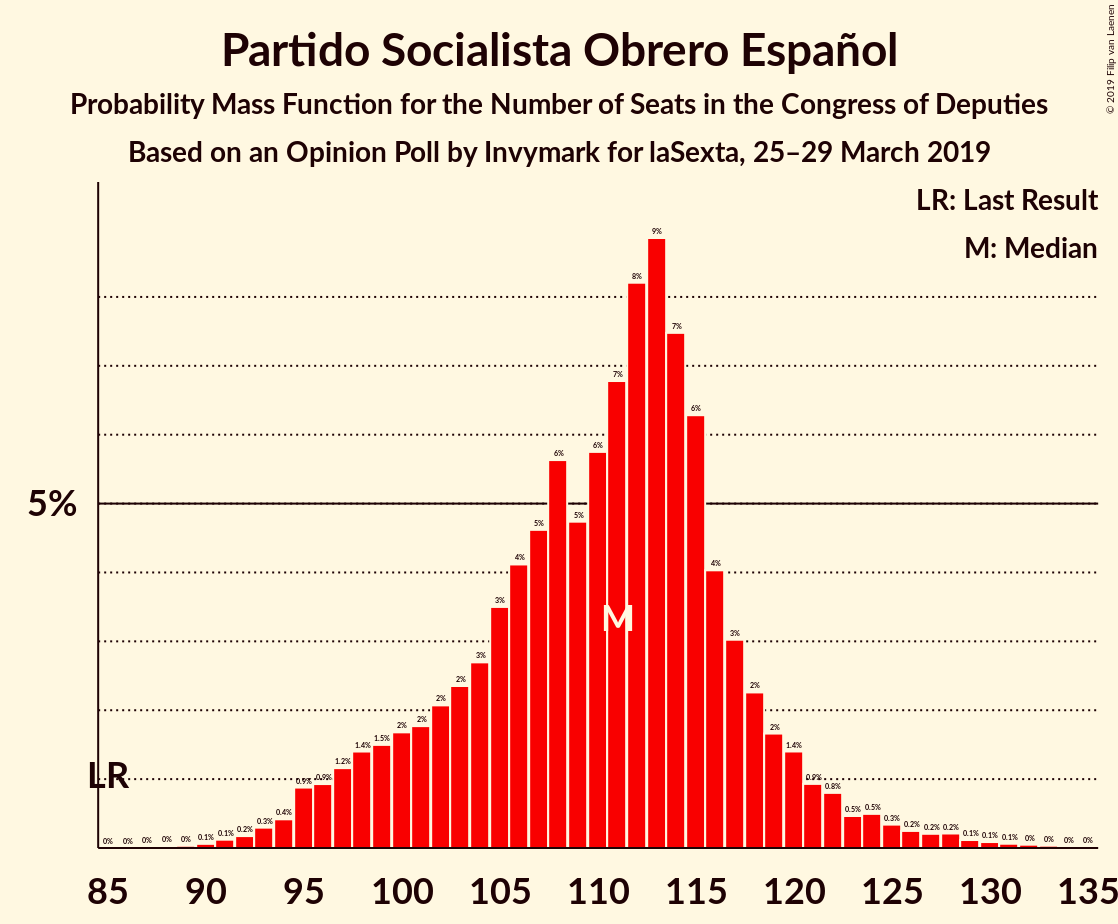 Partido Socialista Obrero Español
Probability Mass Function for the Number of Seats in the Congress of Deputies
Based on an Opinion Poll by Invymark for laSexta, 25–29 March 2019
© 2019 Filip van Laenen
LR: Last Result
M: Median
5%
LR
M
0% 0% 0% 0% 0% 0.1% 0.1% 0.2% 0.3% 0.4% 0.9% 0.9% 1.2% 1.4% 1.5% 2% 2% 2% 2% 3% 3% 4% 5% 6% 5% 6% 7% 8% 9% 7% 6% 4% 3% 2% 2% 1.4% 0.9% 0.8% 0.5% 0.5% 0.3% 0.2% 0.2% 0.2% 0.1% 0.1% 0.1% 0% 0% 0% 0%
85 90 95 100 105 110 115 120 125 130 135